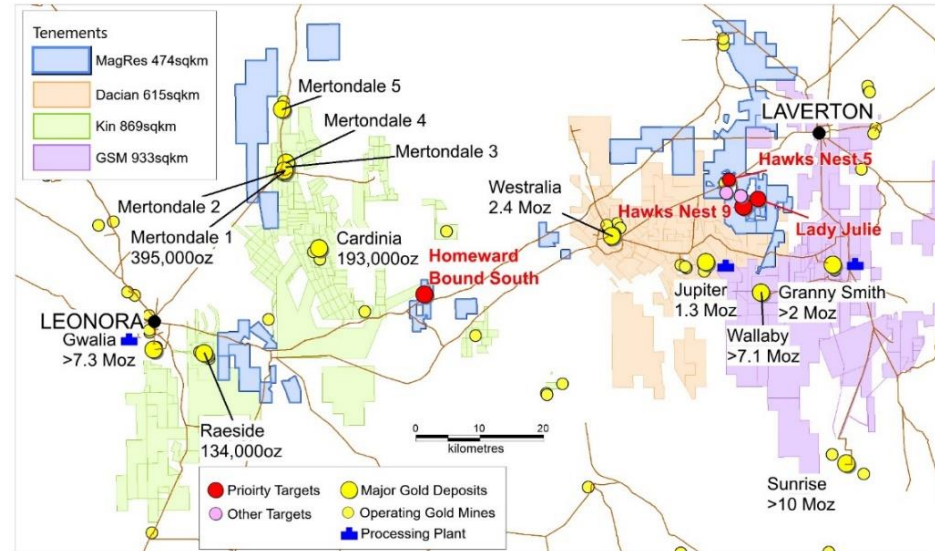 Tenements
MagRes 474sqkm
Dacian 615sqkm
Kin 869sqkm
GSM 933sqkm
Mertondale 5
Mertondale 4
Mertondale 3
Mertondale 2
Mertondale 1
395,000oz
Cardinia
193,000oz
Homeward
Bound South
Westralia
2.4 Moz
LAVERTON
Hawks Nest 5
Hawks Nest 9
Lady Julie
Jupiter
1.3 Moz
Granny Smith
>2 Moz
Wallaby
>7.1 Moz
LEONORA
Gwalia
>7.3 Moz
Raeside
134,000oz
Sunrise
>10 Moz
0 10 20
kilometres
Prioirty Targets
Other Targets
Major Gold Deposits
Operating Gold Mines
Processing Plant